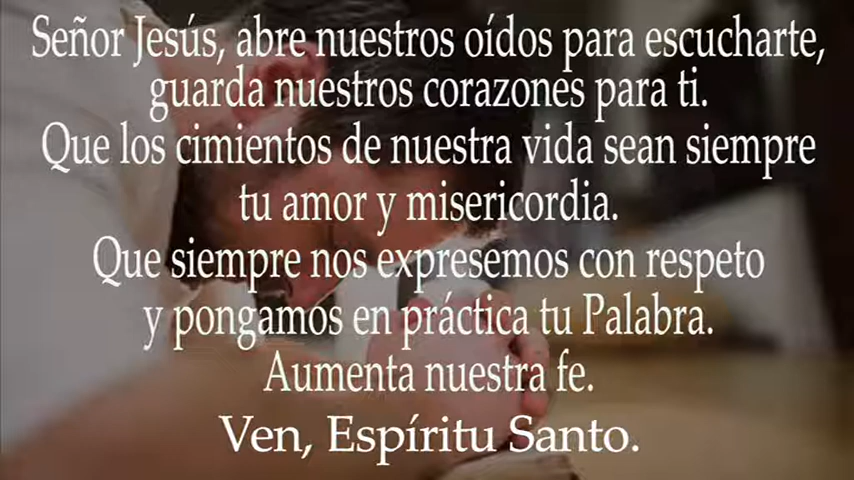 Señor Jesús, abre nuestros oídos para escucharte,
guarda nuestros corazones para ti.
Que los cimientos de nuestra vida sean siempre
tu amor y misericordia.
Que siempre nos expresemos con respeto
y pongamos en práctica tu Palabra.
Aumenta nuestra fe.
Ven, Espíritu Santo.